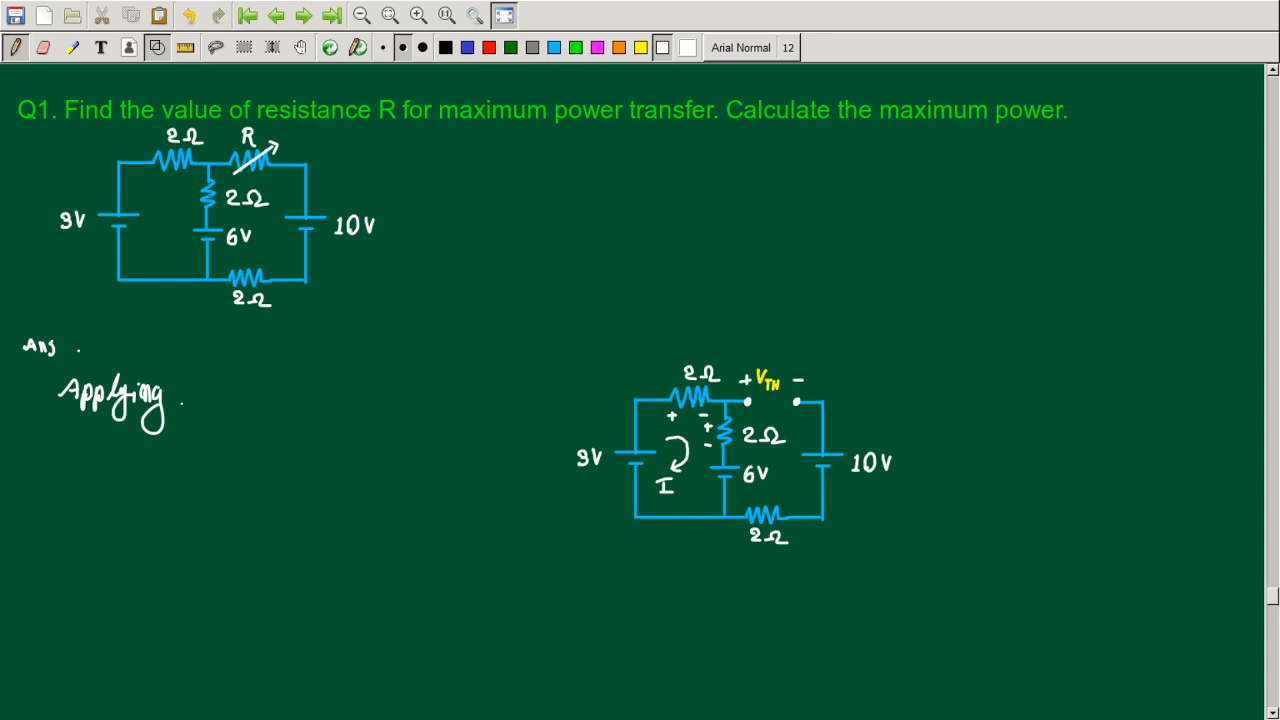 T
Arial Normal 12
Q1. Find the value of resistance R for maximum power transfer. Calculate the maximum power.
2Ω R
2Ω
3V 10V
6V
2Ω
Ans .
Applying
2Ω + VTH -
+ - +
2Ω
-
3V 10V
6V
I
2Ω